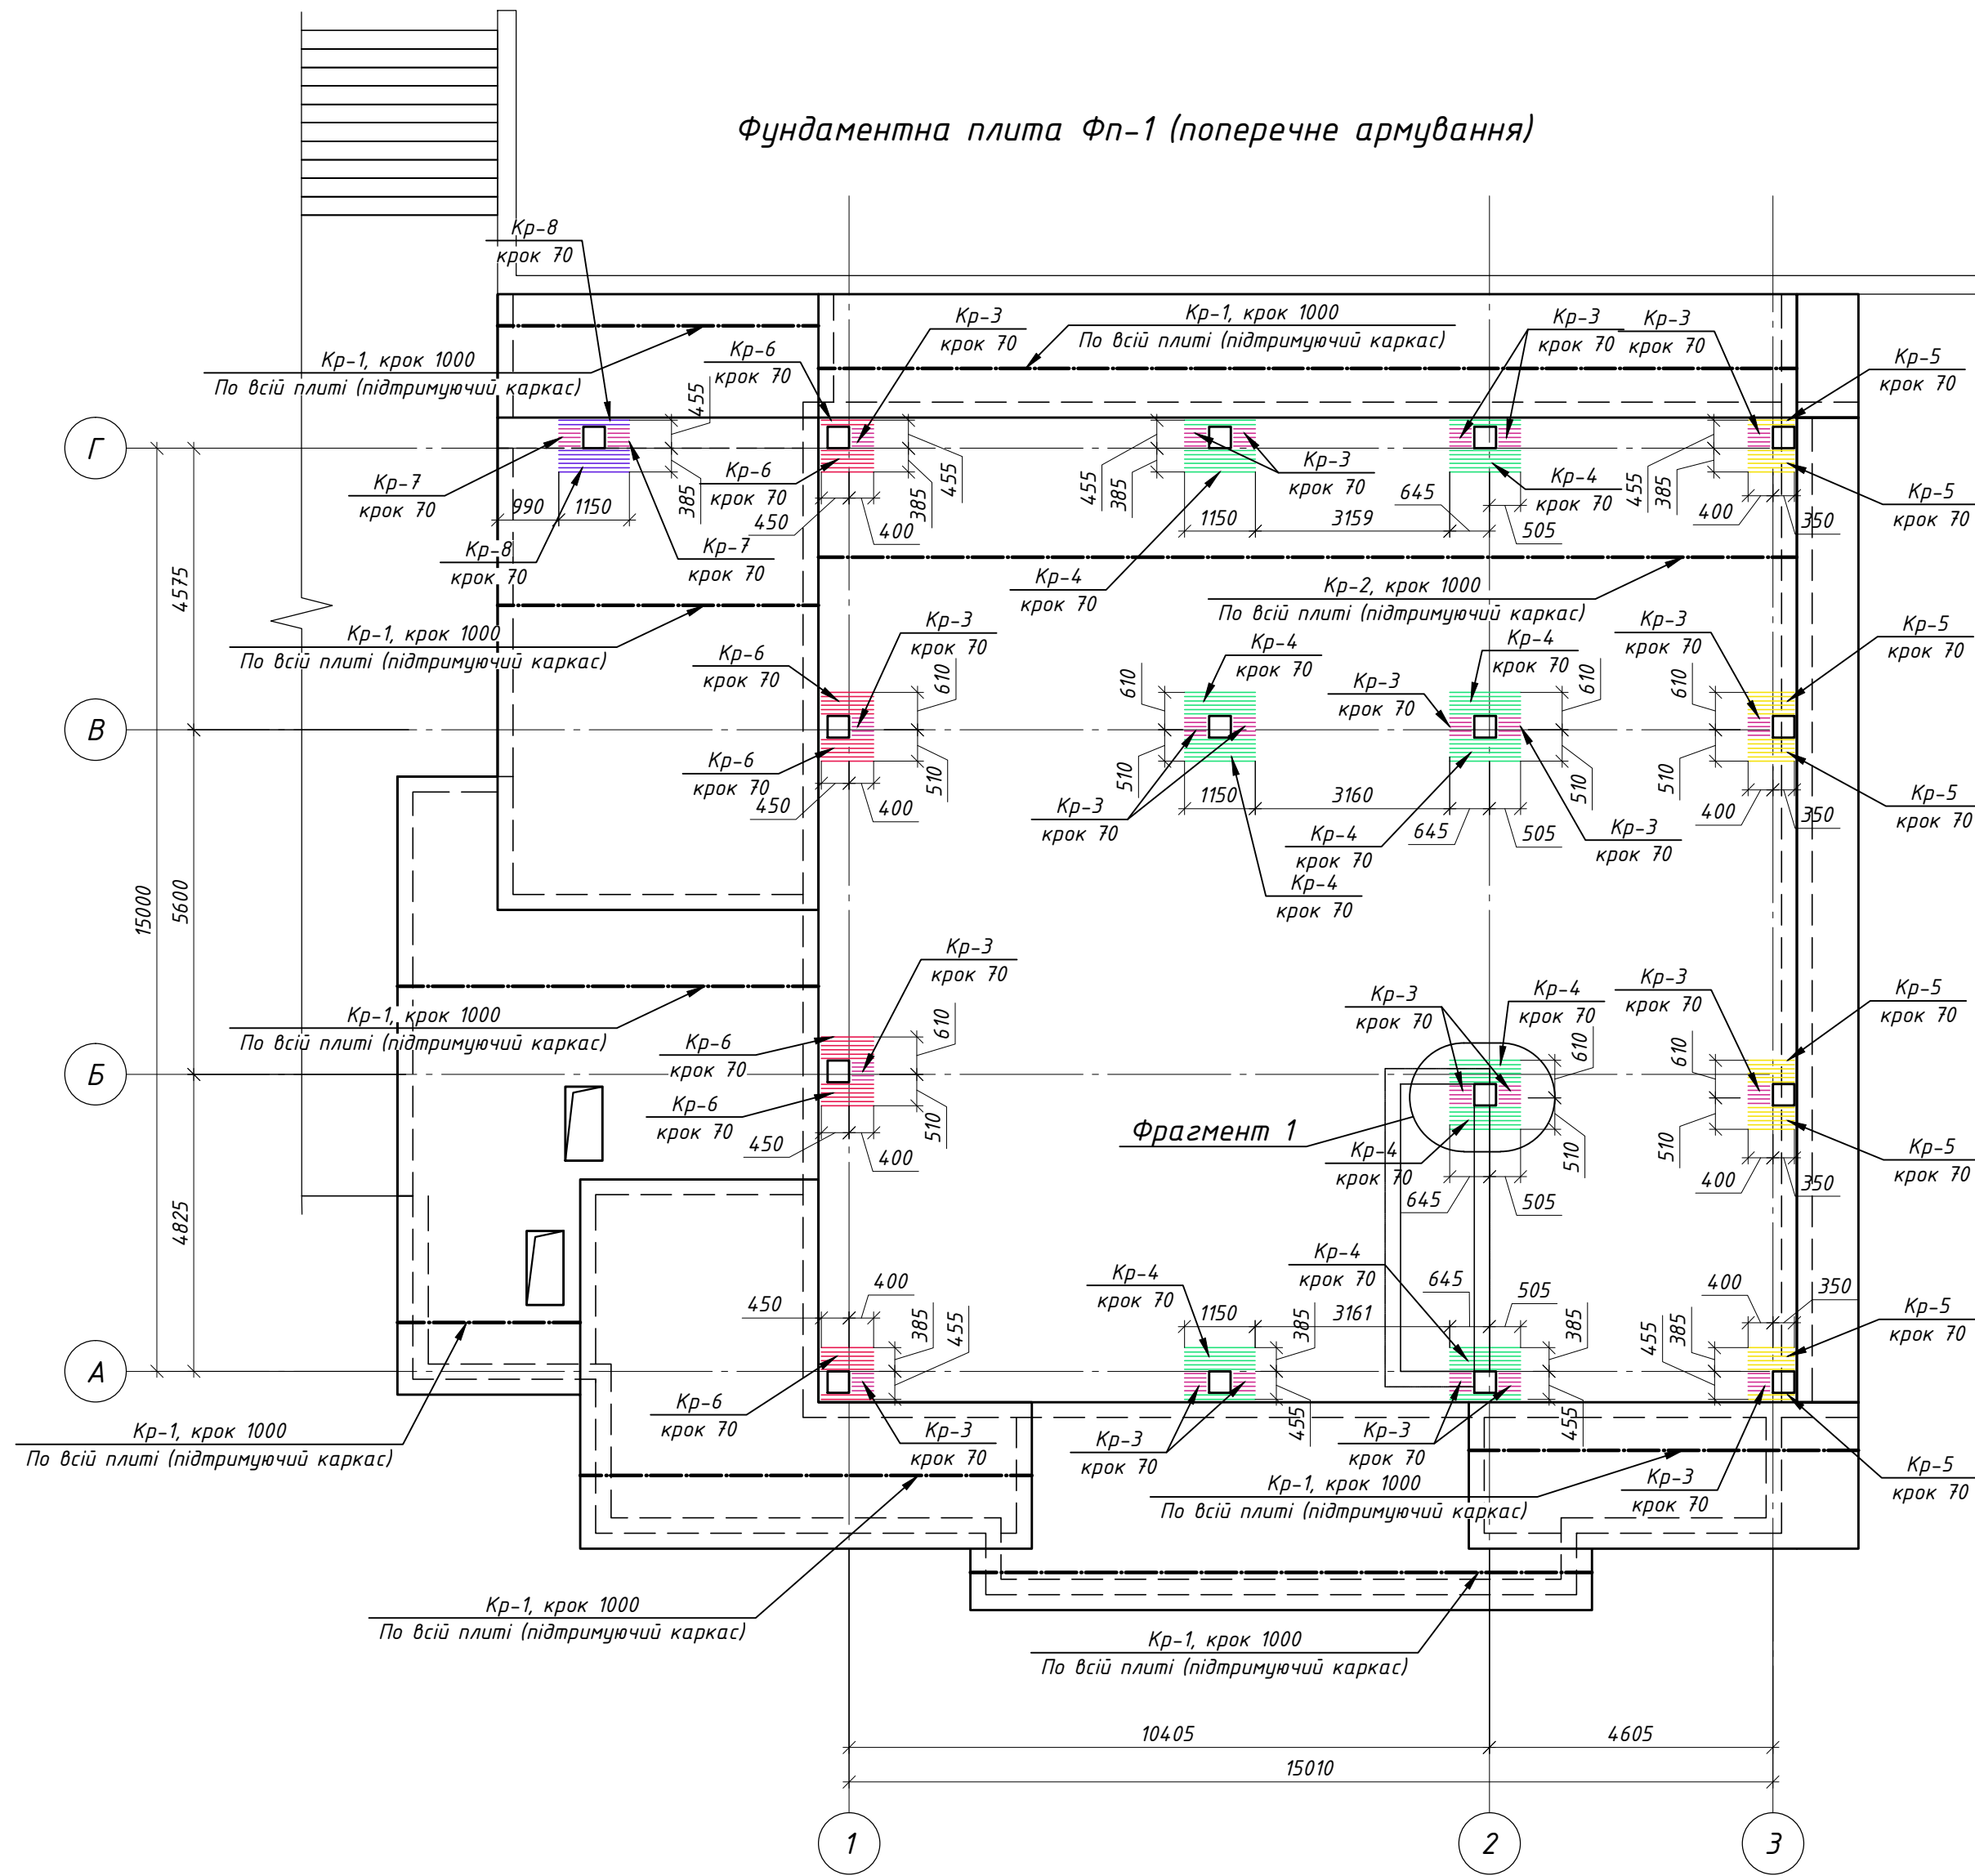 Фундаментна плита Фп-1 (поперечне армування)
Кр-8
крок 70
Кр-3
крок 70
Кр-1, крок 1000
По всій плиті (підтримуючий каркас)
Кр-3
крок 70
Кр-3
крок 70
Кр-5
крок 70
Кр-1, крок 1000
По всій плиті (підтримуючий каркас)
Кр-6
крок 70
455
385
Г
Кр-7
крок 70
990
1150
Кр-8
крок 70
Кр-7
крок 70
Кр-6
крок 70
450
400
385
455
455
385
Кр-3
крок 70
1150
3159
645
505
Кр-4
крок 70
455
385
400
350
Кр-5
крок 70
Кр-4
крок 70
Кр-2, крок 1000
По всій плиті (підтримуючий каркас)
4575
Кр-1, крок 1000
По всій плиті (підтримуючий каркас)
Кр-3
крок 70
Кр-6
крок 70
610
Кр-4
крок 70
610
Кр-3
крок 70
Кр-4
крок 70
610
Кр-3
крок 70
610
Кр-5
крок 70
В
Кр-6
крок 70
450
400
510
510
Кр-3
крок 70
1150
3160
645
505
510
Кр-4
крок 70
Кр-4
крок 70
Кр-3
крок 70
510
400
350
Кр-5
крок 70
15000
5600
Кр-3
крок 70
Кр-1, крок 1000
По всій плиті (підтримуючий каркас)
Кр-6
крок 70
610
Кр-3
крок 70
Кр-4
крок 70
610
Кр-3
крок 70
610
Кр-5
крок 70
Б
Кр-6
крок 70
450
400
510
Фрагмент 1
Кр-4
крок 70
645
505
510
510
400
350
Кр-5
крок 70
4825
450
400
385
455
Кр-4
крок 70
1150
3161
385
455
Кр-4
крок 70
645
505
385
455
455
385
400
350
Кр-5
крок 70
А
Кр-6
крок 70
Кр-3
крок 70
Кр-3
крок 70
Кр-3
крок 70
Кр-3
крок 70
Кр-5
крок 70
Кр-1, крок 1000
По всій плиті (підтримуючий каркас)
Кр-1, крок 1000
По всій плиті (підтримуючий каркас)
Кр-1, крок 1000
По всій плиті (підтримуючий каркас)
Кр-1, крок 1000
По всій плиті (підтримуючий каркас)
10405
4605
15010
1
2
3